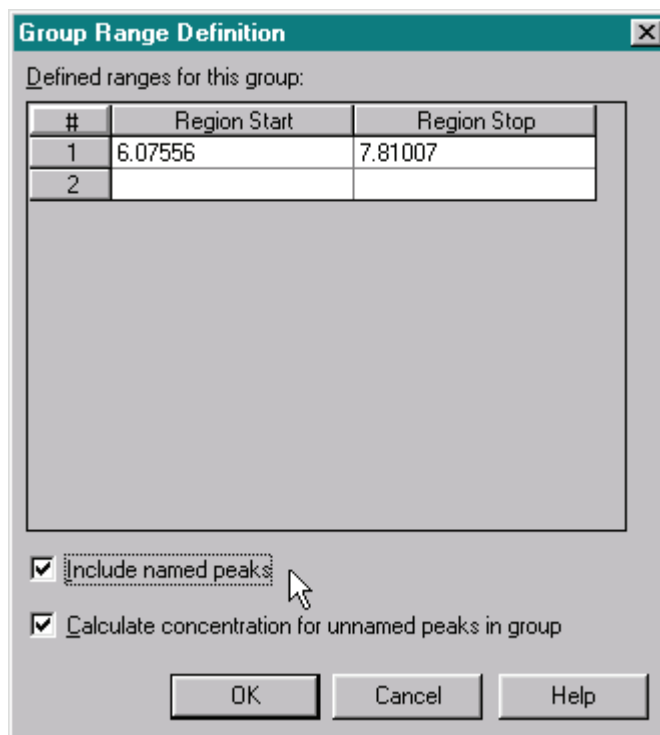 Group Range Definition
Defined ranges for this group:
# Region Start Region Stop
1 6.07556 7.81007
2
Include named peaks
Calculate concentration for unnamed peaks in group
OK Cancel Help